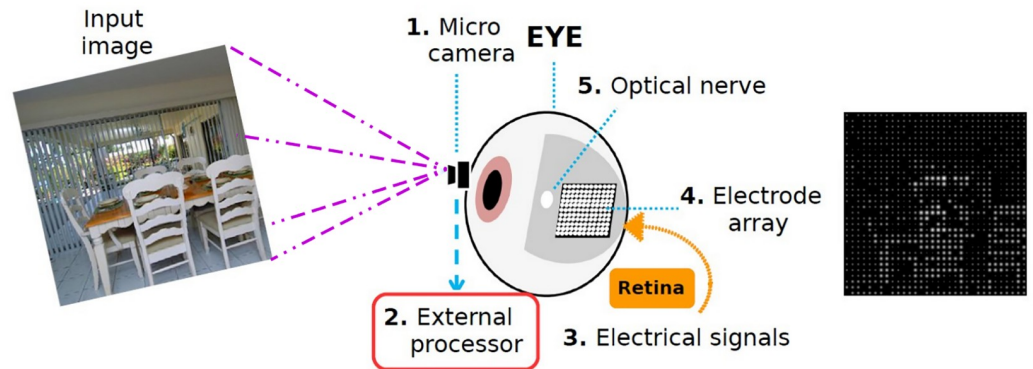 Input
image
1. Micro
camera
EYE
5. Optical nerve
4. Electrode
array
Retina
2. External
processor
3. Electrical signals